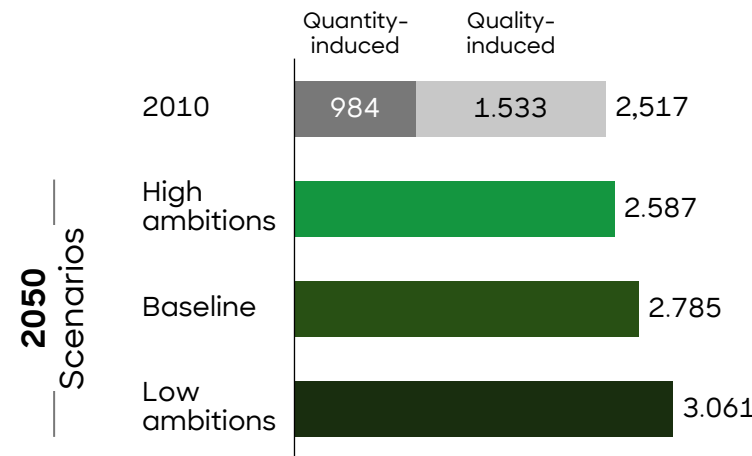 Quantity-
induced
Quality-
induced
2010
984
1.533
2,517
2050
Scenarios
High
ambitions
2.587
Baseline
2.785
Low
ambitions
3.061